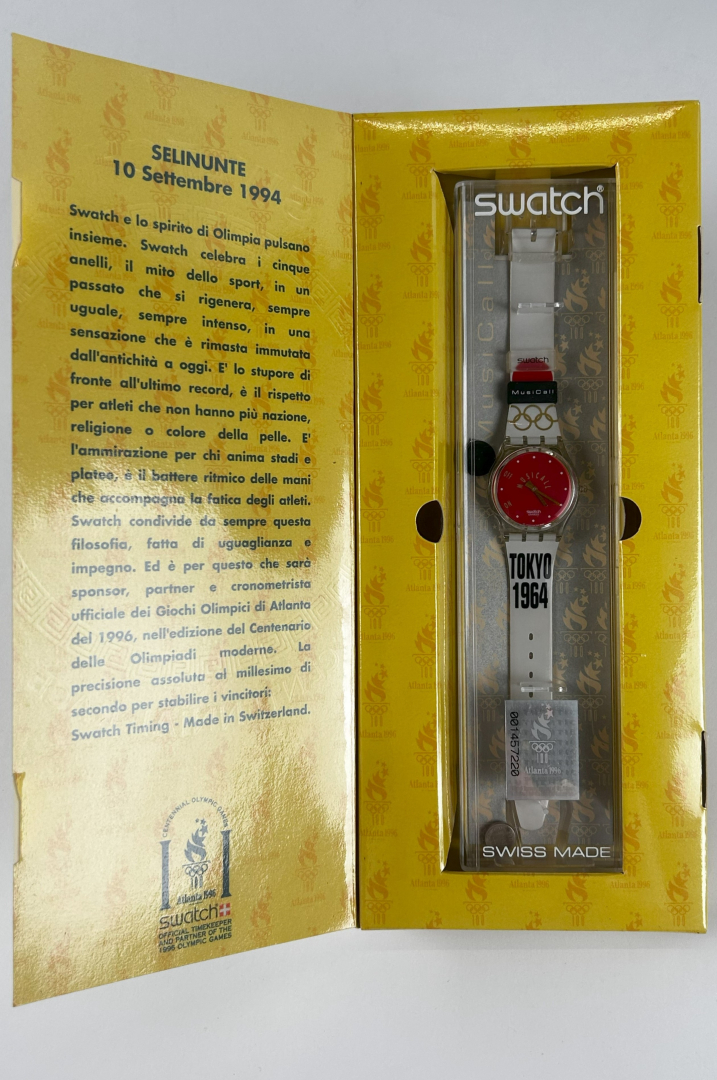 SELINUNTE
10 Settembre 1994
Swatch e lo spirito di Olimpia pulsano
insieme. Swatch celebra i cinque
anelli, il mito dello sport, in un
passato che si rigenera, sempre
uguale, sempre intenso, in una
sensazione che è rimasta immutata
dall'antichità a oggi. E' lo stupore di
fronte all'ultimo record, è il rispetto
per atleti che non hanno più nazione,
religione o colore della pelle. E'
l'ammirazione per chi anima stadi e
platee, è il battere ritmico delle mani
che accompagna la fatica degli atleti.
Swatch condivide da sempre questa
filosofia, fatta di uguaglianza e
impegno. Ed è per questo che sarà
sponsor, partner e cronometrista
ufficiale dei Giochi Olimpici di Atlanta
del 1996, nell'edizione del Centenario
delle Olimpiadi moderne. La
precisione assoluta al millesimo di
secondo per stabilire i vincitori:
Swatch Timing - Made in Switzerland.
CENTENNIAL OLYMPIC GAMES
Atlanta 1996
swatch
OFFICIAL TIMEKEEPER
AND PARTNER OF THE
1996 OLYMPIC GAMES
swatch®
MusiCall
swatch
MusiCall
MUSICALL
swatch
TOKYO
1964
001457220
Atlanta 1996
SWISS MADE